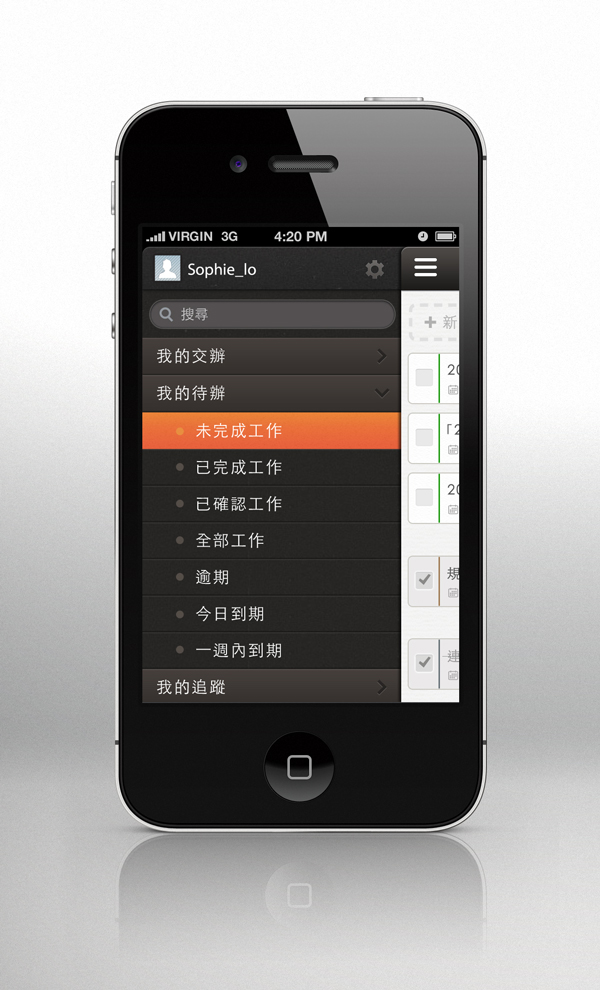 VIRGIN 3G 4:20 PM
Sophie_lo
搜尋
我的交辦
我的待辦
未完成工作
已完成工作
已確認工作
全部工作
逾期
今日到期
一週內到期
我的追蹤
+ 新
20
「2
20
規
連